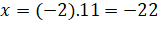 x = (−2).11 = −22